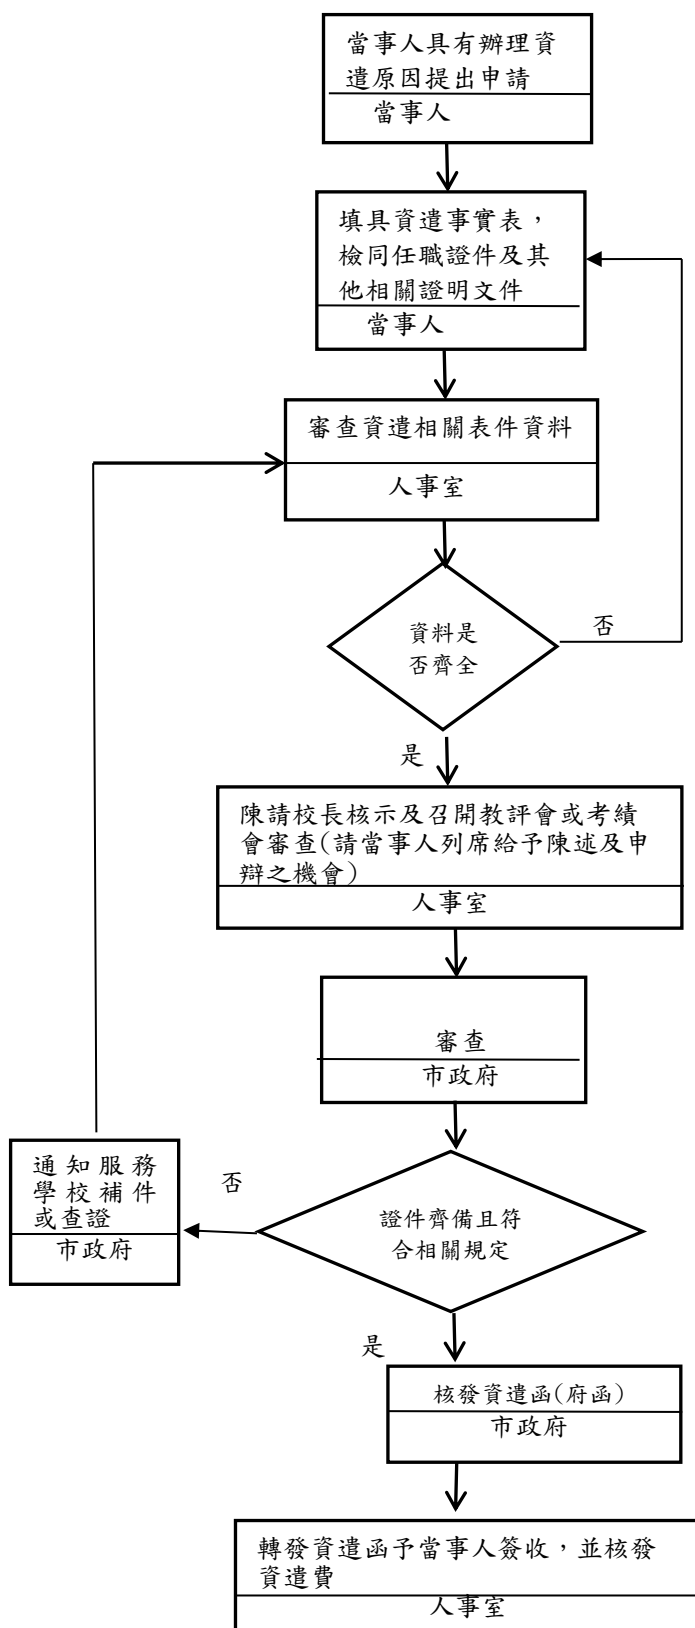 當事人具有辦理資
遣原因提出申請
當事人
填具資遣事實表，
檢同任職證件及其
他相關證明文件
當事人
審查資遣相關表件資料
人事室
資料是
否齊全
否
是
陳請校長核示及召開教評會或考績
會審查(請當事人列席給予陳述及申
辯之機會)
人事室
審查
市政府
通知服務
學校補件
或查證
市政府
否
證件齊備且符
合相關規定
是
核發資遣函(府函)
市政府
轉發資遣函予當事人簽收，並核發
資遣費
人事室